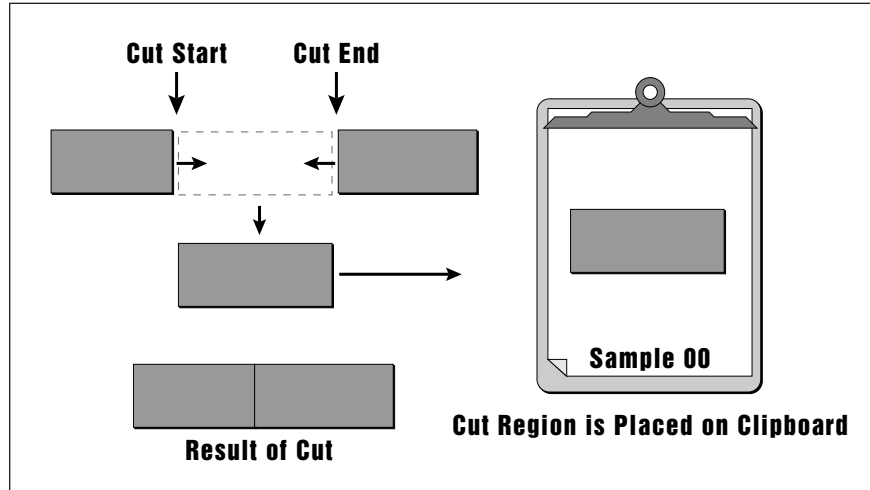 Cut Start
Cut End
Sample 00
Cut Region is Placed on Clipboard
Result of Cut